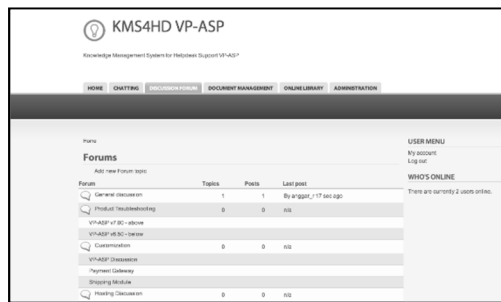 KMS4HD VP-ASP
Knowledge Management System for Helpdesk Support VP-ASP
HOME CHATTING DISCUSSION FORUM DOCUMENT MANAGEMENT ONLINE LIBRARY ADMINISTRATION
Home
Forums
Add new Forum topic
Forum Topics Posts Last post
General discussion 1 1 By anggar_r 17 sec ago
Product Troubleshooting 0 0 n/a
VP-ASP v7.00 - above
VP-ASP v6.50 - below
Customization 0 0 n/a
VP-ASP Discussion
Payment Gateway
Shipping Module
Hosting Discussion 0 0 n/a
USER MENU
My account
Log out
WHO'S ONLINE
There are currently 2 users online.